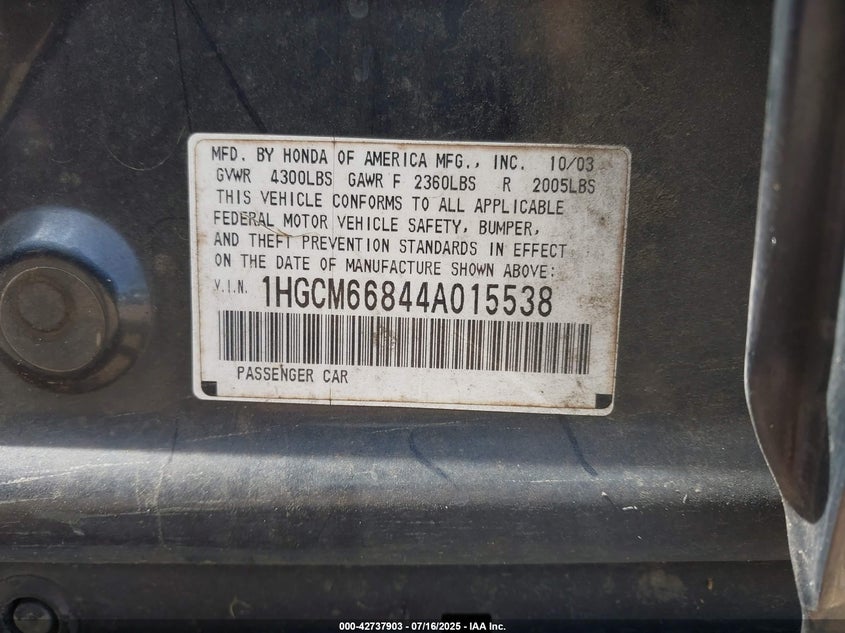 MFD. BY HONDA OF AMERICA MFG., INC. 10/03
GVWR 4300LBS GAWR F 2360LBS R 2005LBS
THIS VEHICLE CONFORMS TO ALL APPLICABLE
FEDERAL MOTOR VEHICLE SAFETY, BUMPER,
AND THEFT PREVENTION STANDARDS IN EFFECT
ON THE DATE OF MANUFACTURE SHOWN ABOVE:
V.I.N. 1HGCM66844A015538
PASSENGER CAR
000-42737903 - 07/16/2025 - IAA Inc.